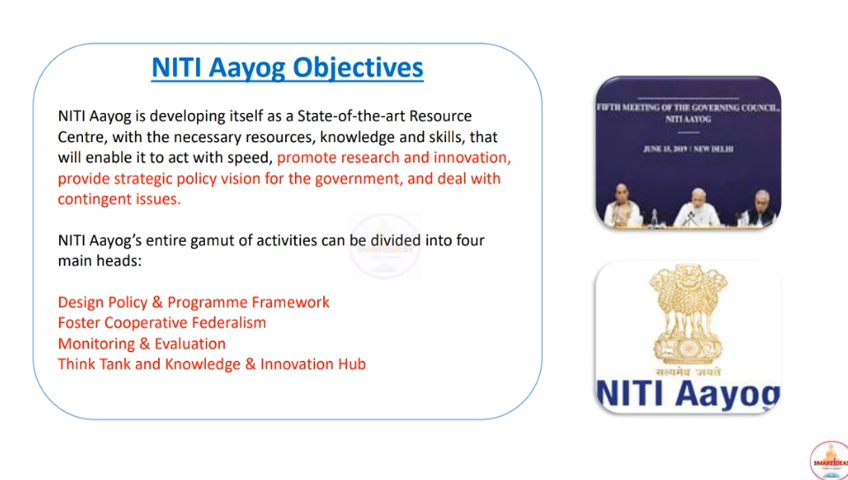 NITI Aayog Objectives
NITI Aayog is developing itself as a State-of-the-art Resource
Centre, with the necessary resources, knowledge and skills, that
will enable it to act with speed, promote research and innovation,
provide strategic policy vision for the government, and deal with
contingent issues.
NITI Aayog's entire gamut of activities can be divided into four
main heads:
Design Policy & Programme Framework
Foster Cooperative Federalism
Monitoring & Evaluation
Think Tank and Knowledge & Innovation Hub
FIFTH MEETING OF THE GOVERNING COUNCIL,
NITI AAYOG
JUNE 15, 2019 | NEW DELHI
सत्यमेव जयते
NITI Aayog
SMART IDEAS